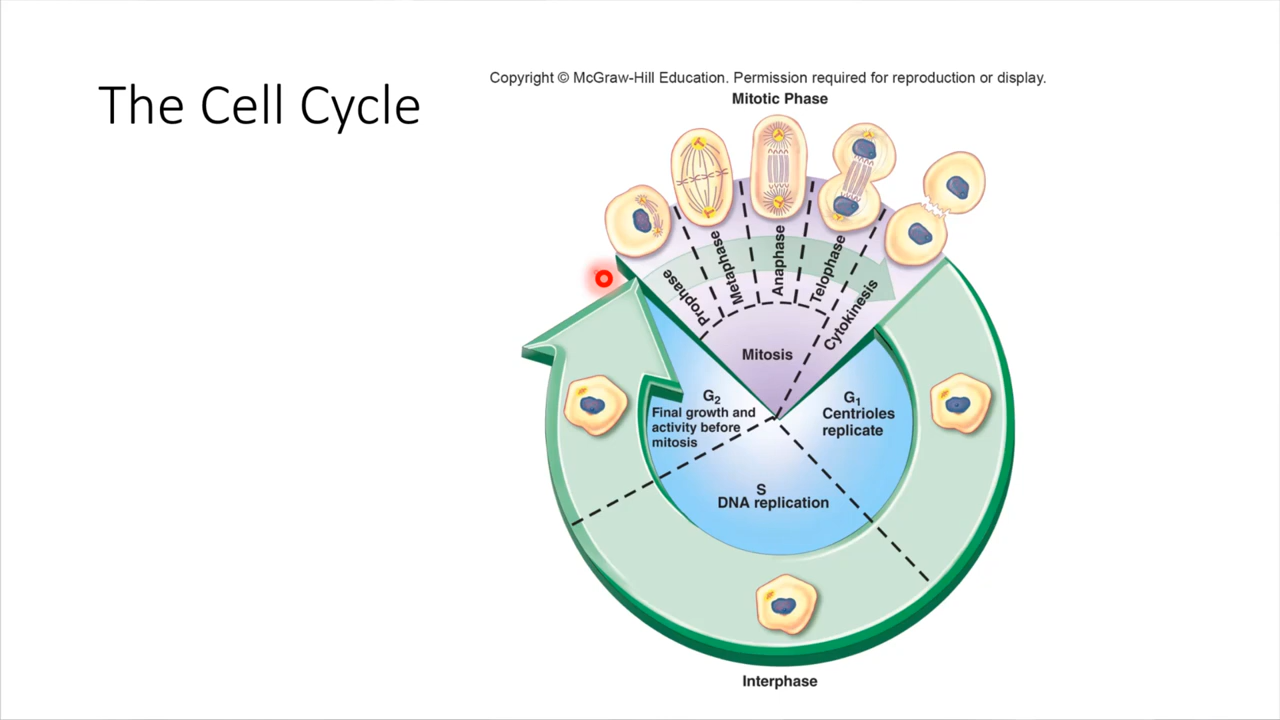 The Cell Cycle
Copyright © McGraw-Hill Education. Permission required for reproduction or display.
Mitotic Phase
Prophase
Metaphase
Anaphase
Telophase
Cytokinesis
Mitosis
G₂
Final growth and
activity before
mitosis
G₁
Centrioles
replicate
S
DNA replication
Interphase